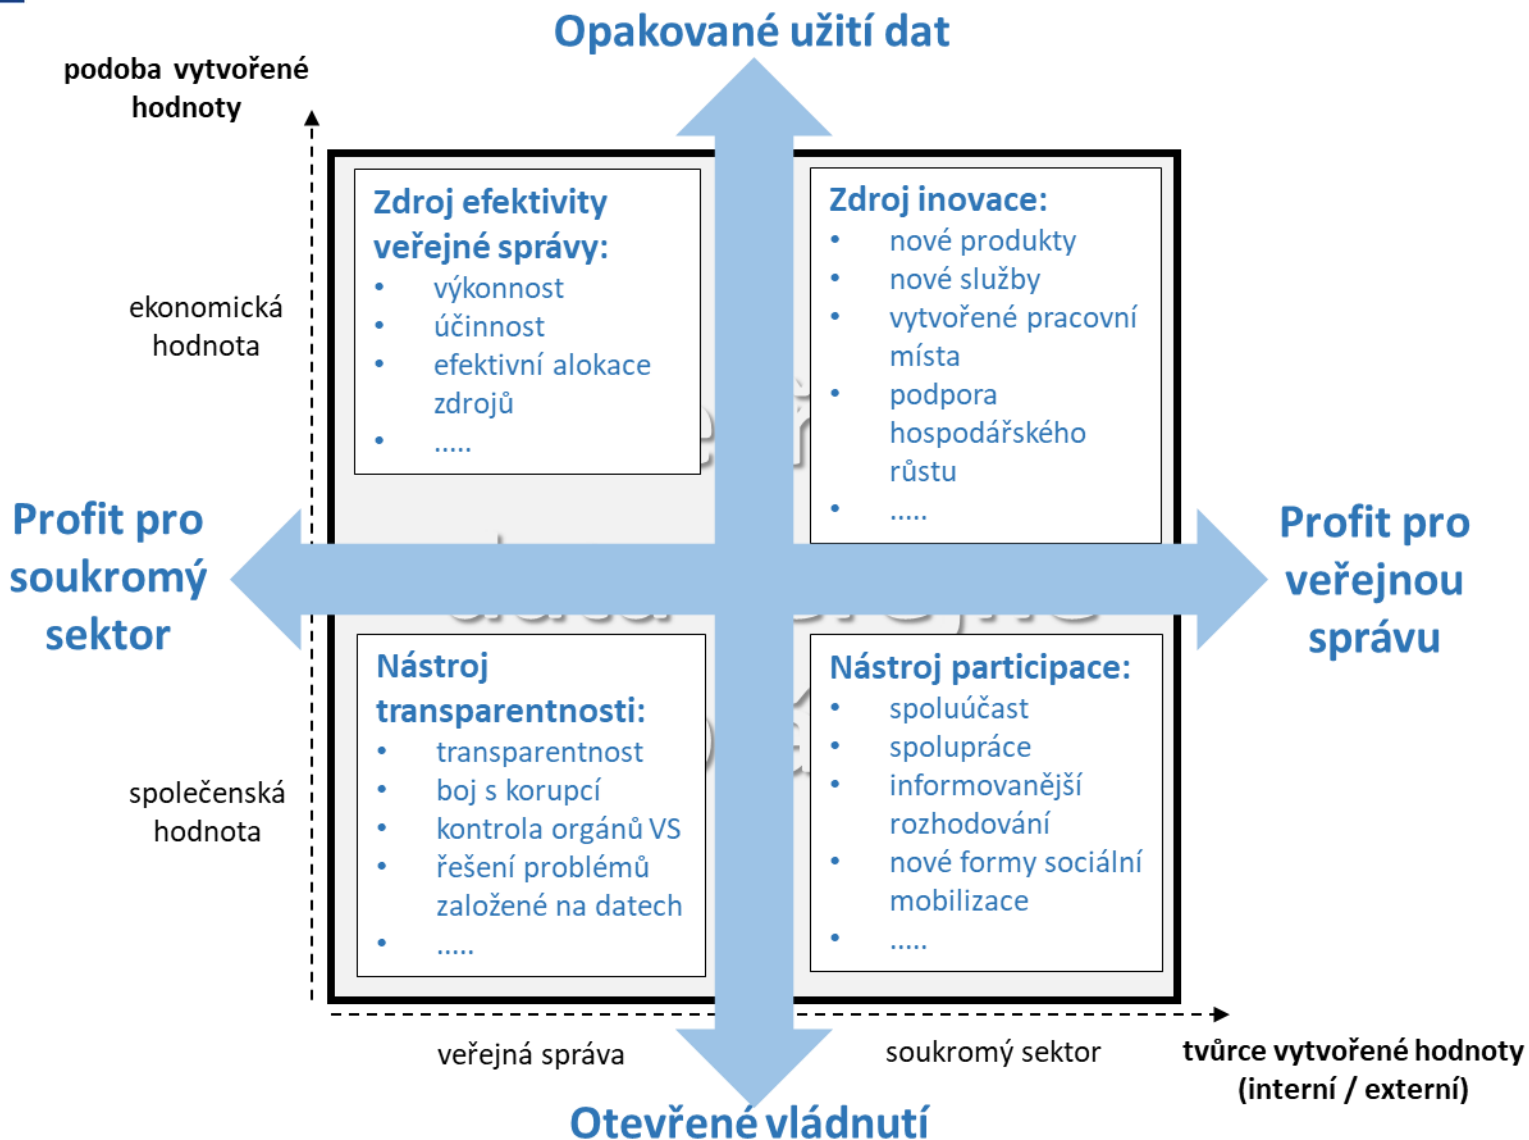 Opakované užití dat
podoba vytvořené
hodnoty
Zdroj efektivity
veřejné správy:
• výkonnost
• účinnost
• efektivní alokace
zdrojů
• .....
Zdroj inovace:
• nové produkty
• nové služby
• vytvořené pracovní
místa
• podpora
hospodářského
růstu
• .....
ekonomická
hodnota
Profit pro
soukromý
sektor
Profit pro
veřejnou
správu
Nástroj
transparentnosti:
• transparentnost
• boj s korupcí
• kontrola orgánů VS
• řešení problémů
založené na datech
• .....
Nástroj participace:
• spoluúčast
• spolupráce
• informovanější
rozhodování
• nové formy sociální
mobilizace
• .....
společenská
hodnota
veřejná správa
soukromý sektor
tvůrce vytvořené hodnoty
(interní / externí)
Otevřené vládnutí